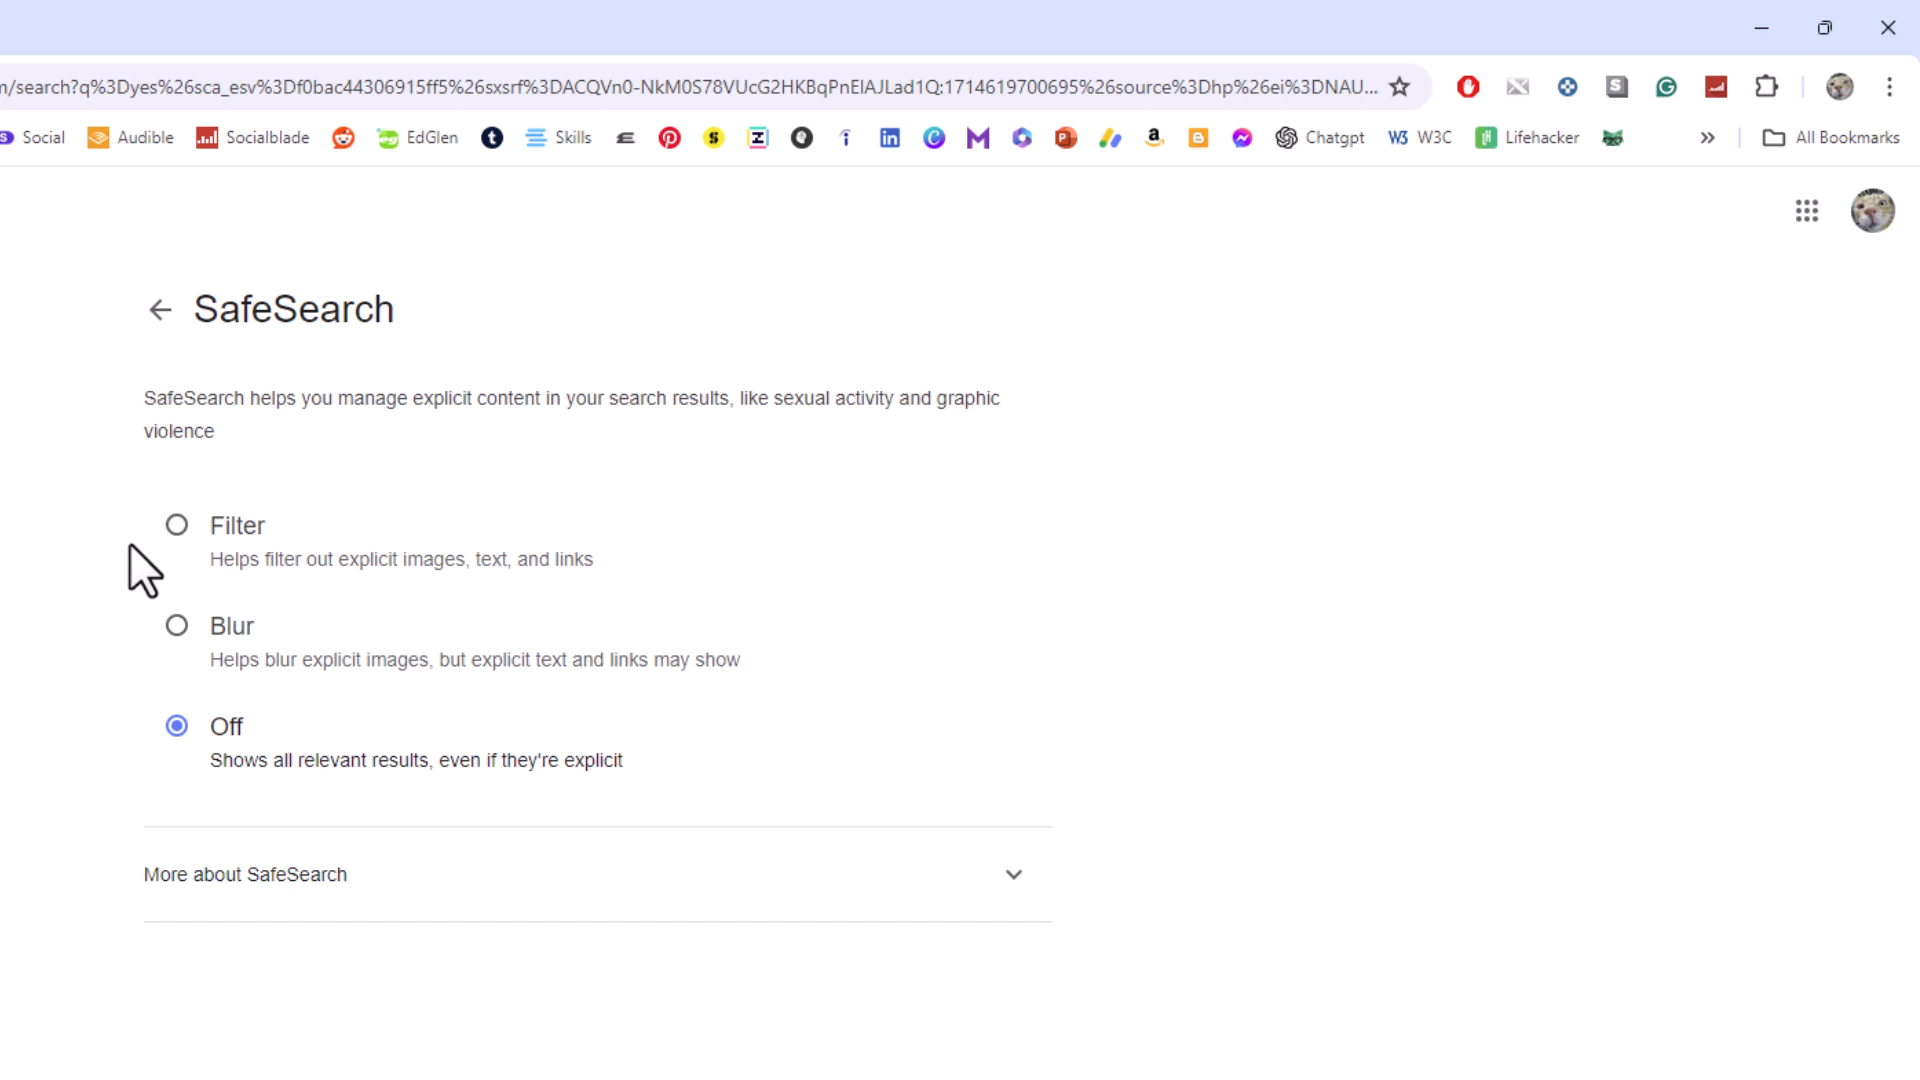 n/search?q%3Dyes%26sca_esv%3Df0bac44306915ff5%26sxsrf%3DACQVn0-NkM0S78VUcG2HKBqPnEIAJLad1Q:1714619700695%26source%3Dhp%26ei%3DNAU...
Social Audible Socialblade EdGlen Skills Chatgpt W3C Lifehacker » All Bookmarks
SafeSearch
SafeSearch helps you manage explicit content in your search results, like sexual activity and graphic
violence
Filter
Helps filter out explicit images, text, and links
Blur
Helps blur explicit images, but explicit text and links may show
Off
Shows all relevant results, even if they're explicit
More about SafeSearch